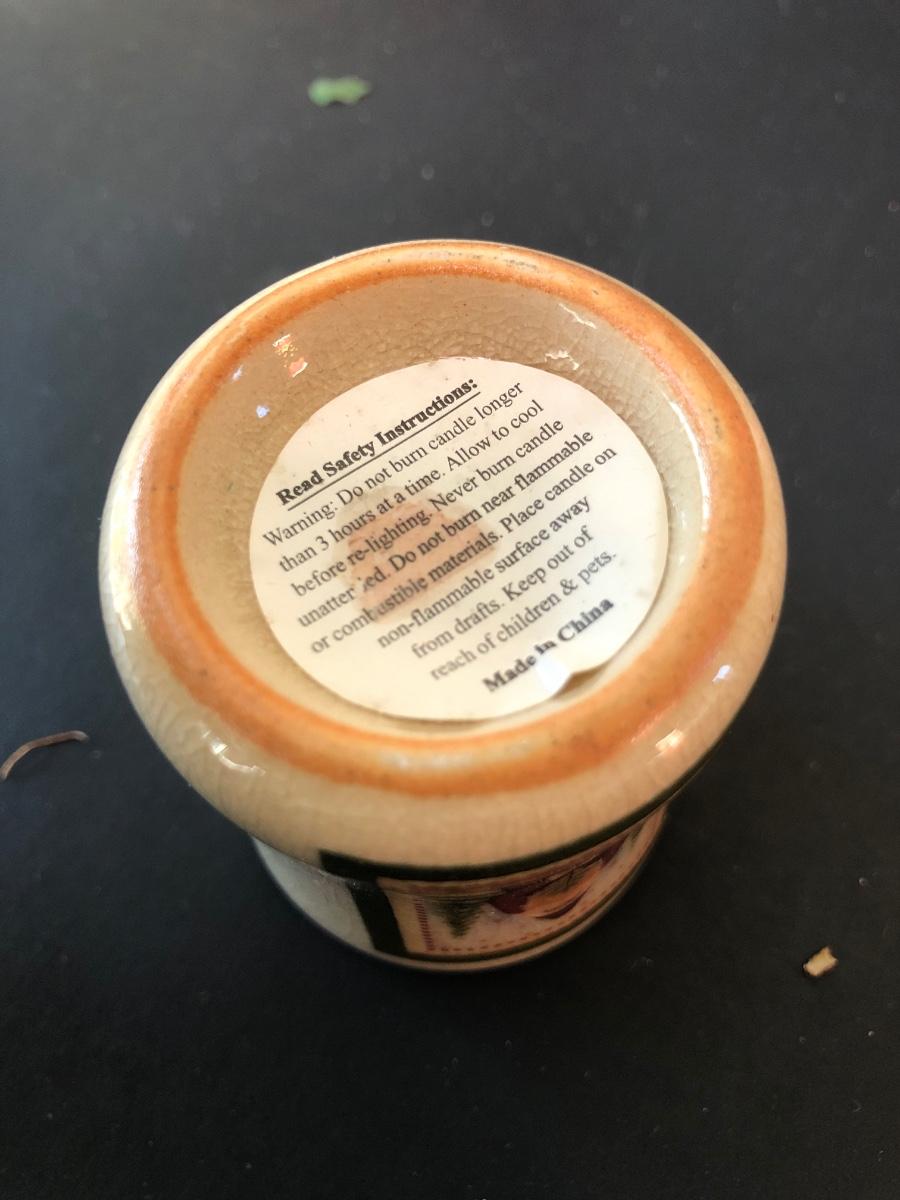 Read Safety Instructions:
Warning: Do not burn candle longer
than 3 hours at a time. Allow to cool
before re-lighting. Never burn candle
unattended. Do not burn near flammable
or combustible materials. Place candle on
non-flammable surface away
from drafts. Keep out of
reach of children & pets.
Made in China